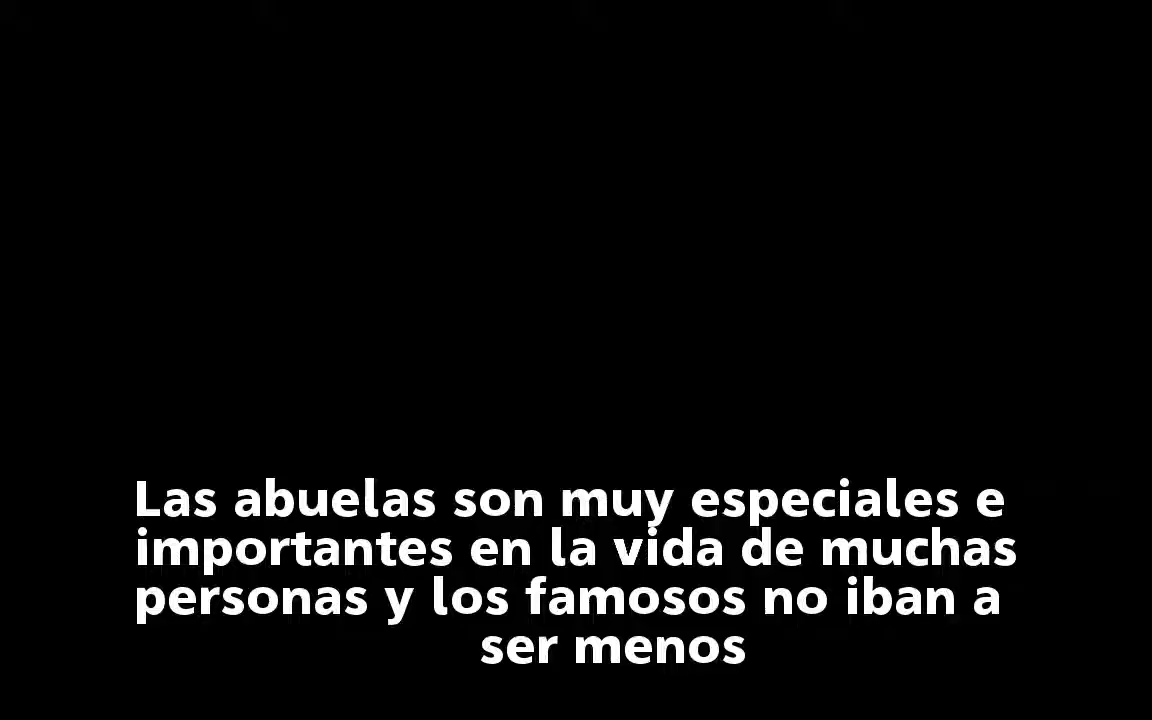 Las abuelas son muy especiales e
importantes en la vida de muchas
personas y los famosos no iban a
ser menos